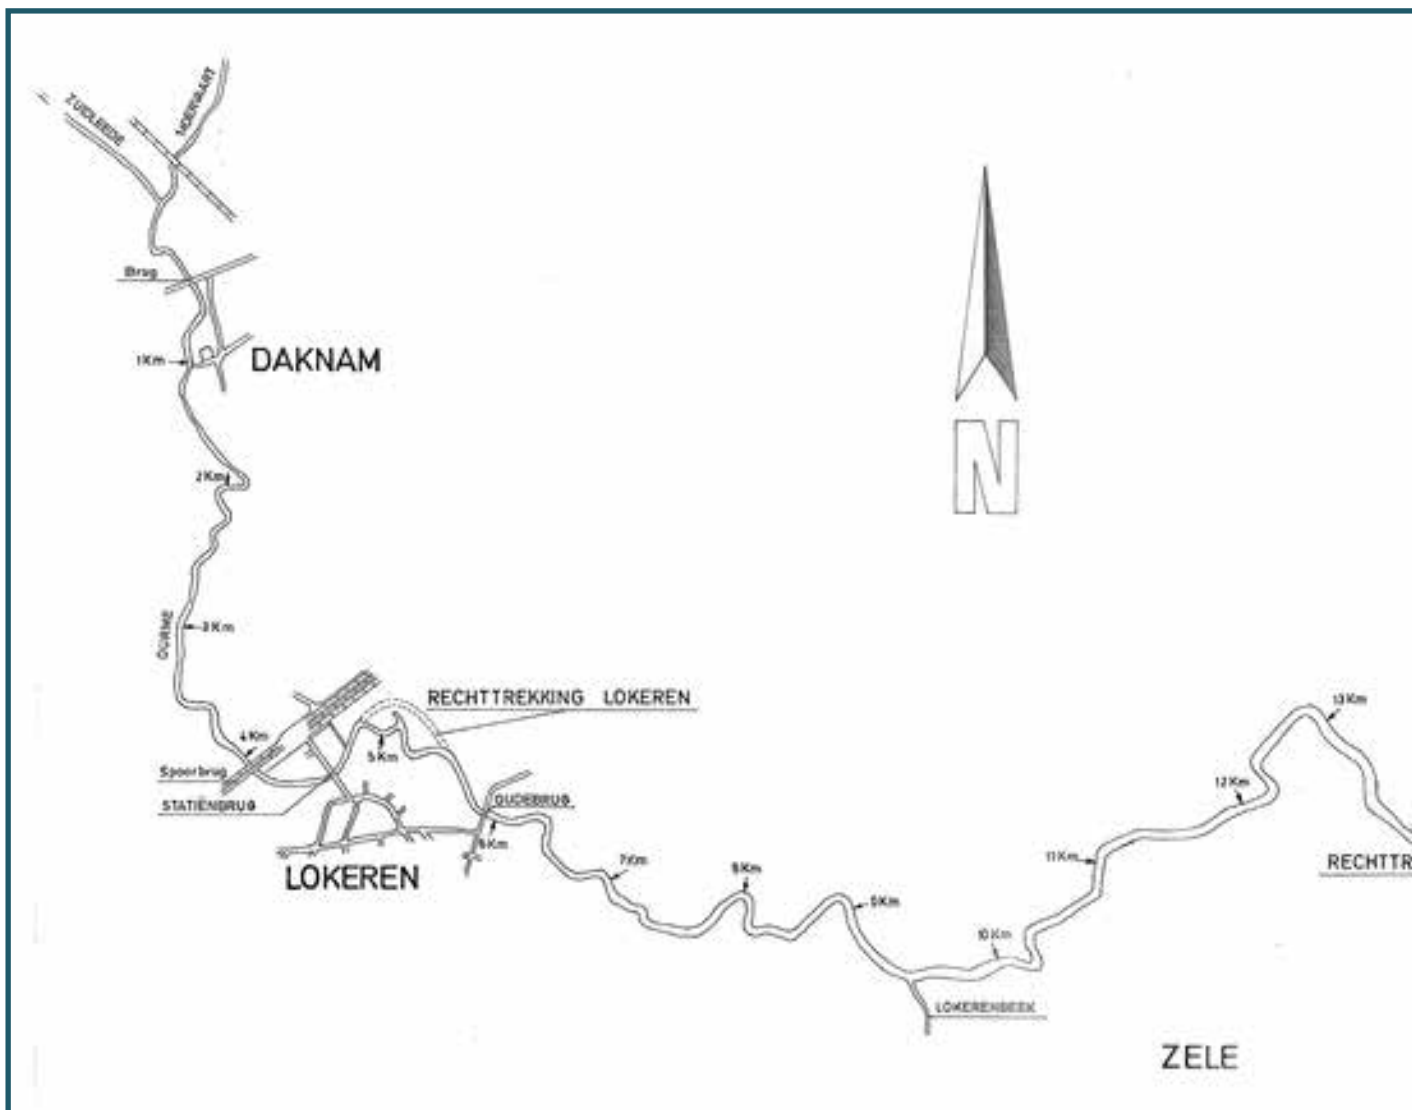 ZUIDLEEDE
MOERVAART
Brug
1Km
DAKNAM
N
2Km
DURME
3Km
RECHTTREKKING LOKEREN
13Km
4Km
5Km
Spoorbrug
12Km
STATIENBRUG
OUDEBRUG
6Km
7Km
11Km
RECHTTR
LOKEREN
8Km
9Km
10Km
LOKERENBEEK
ZELE